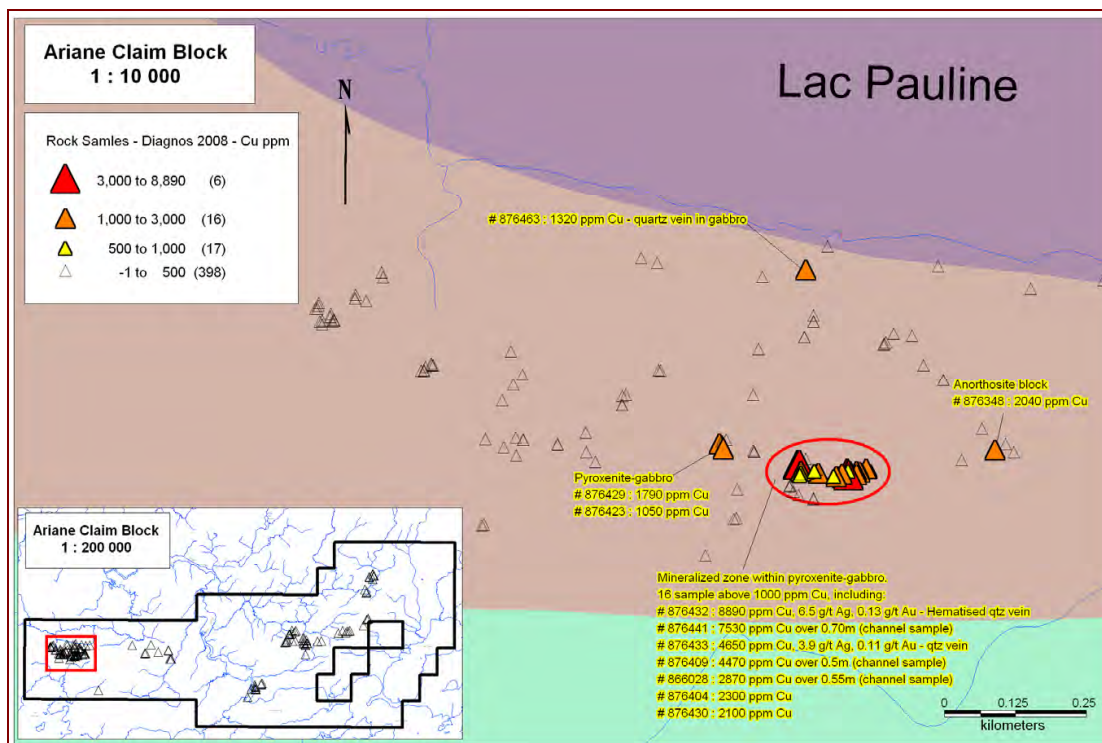 Ariane Claim Block
1 : 10 000
Lac Pauline
N
Rock Samles - Diagnos 2008 - Cu ppm
3,000 to 8,890 (6)
1,000 to 3,000 (16)
500 to 1,000 (17)
-1 to 500 (398)
# 876463 : 1320 ppm Cu - quartz vein in gabbro
Anorthosite block
# 876348 : 2040 ppm Cu
Pyroxenite-gabbro
# 876429 : 1790 ppm Cu
# 876423 : 1050 ppm Cu
Ariane Claim Block
1 : 200 000
Mineralized zone within pyroxenite-gabbro.
16 sample above 1000 ppm Cu, including:
# 876432 : 8890 ppm Cu, 6.5 g/t Ag, 0.13 g/t Au - Hematised qtz vein
# 876441 : 7530 ppm Cu over 0.70m (channel sample)
# 876433 : 4650 ppm Cu, 3.9 g/t Ag, 0.11 g/t Au - qtz vein
# 876409 : 4470 ppm Cu over 0.5m (channel sample)
# 866028 : 2870 ppm Cu over 0.55m (channel sample)
# 876404 : 2300 ppm Cu
# 876430 : 2100 ppm Cu
0 0.125 0.25
kilometers